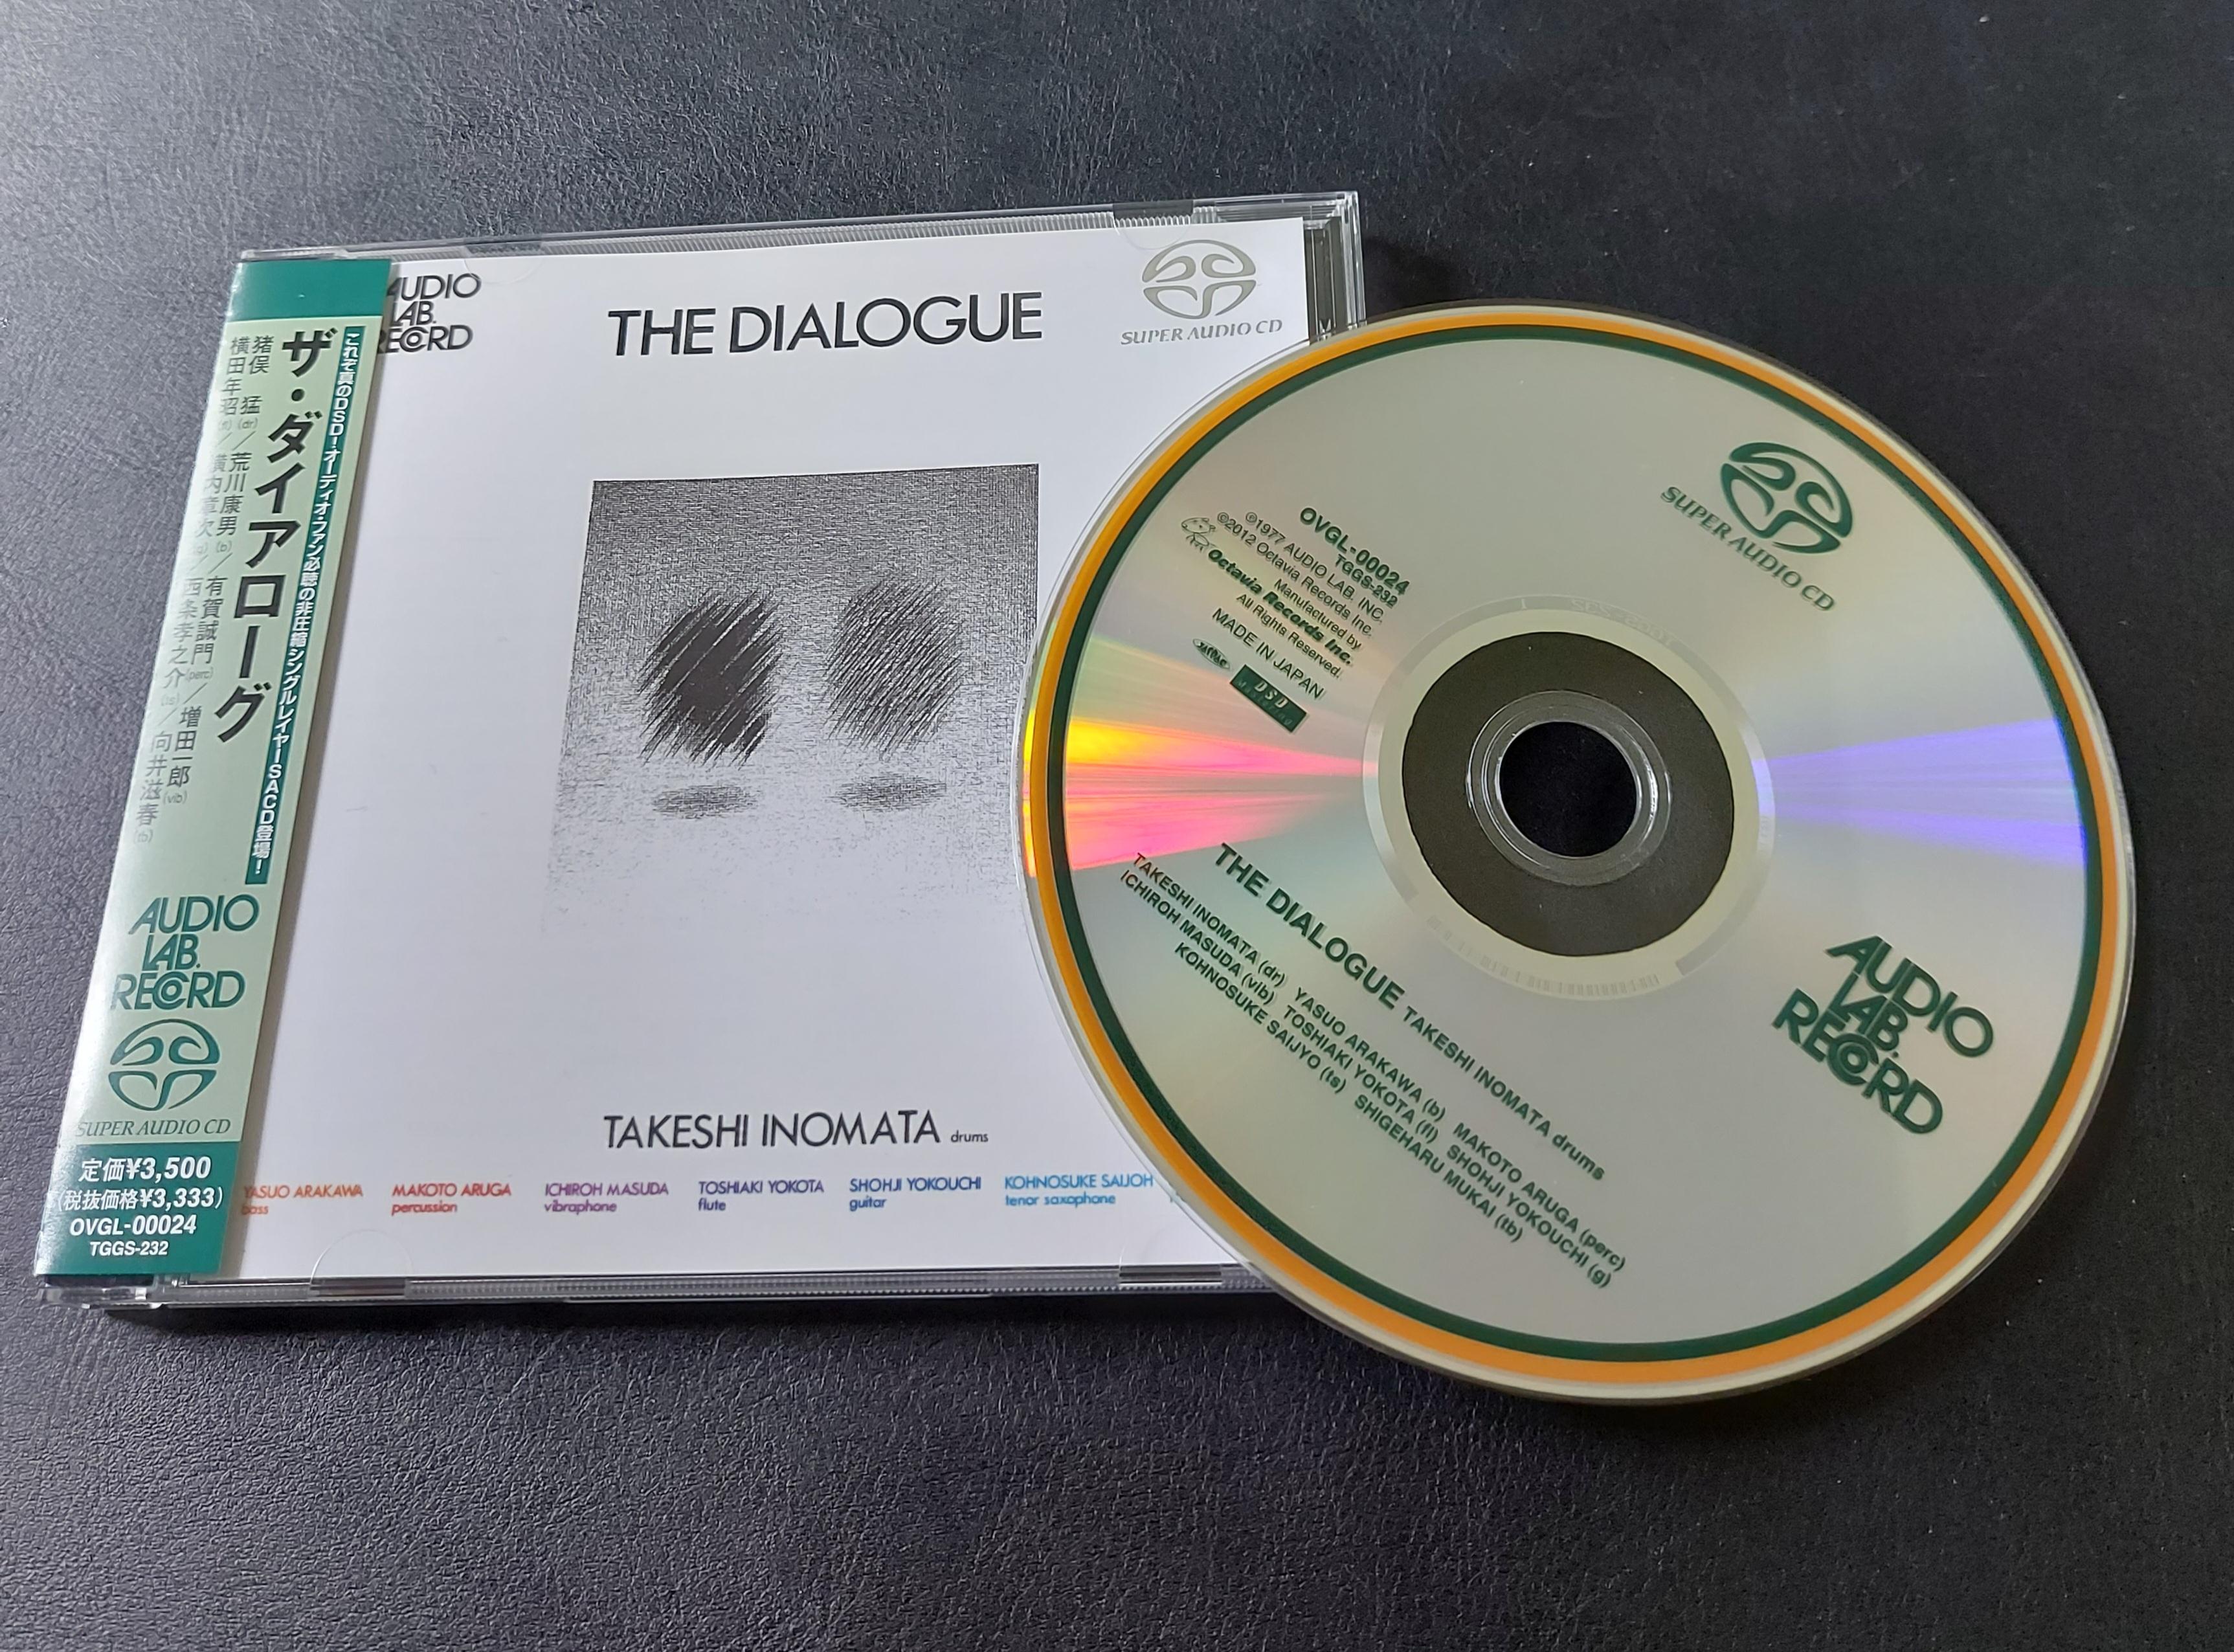 AUDIO
LAB.
RECORD
THE DIALOGUE
SUPER AUDIO CD
TAKESHI INOMATA drums
YASUO ARAKAWA
bass
MAKOTO ARUGA
percussion
ICHIROH MASUDA
vibraphone
TOSHIAKI YOKOTA
flute
SHOHJI YOKOUCHI
guitar
KOHNOSUKE SAIJOH
tenor saxophone
これぞ真のDSD!オーディオ・ファン必聴の非圧縮シングルレイヤーSACD登場!
ザ・ダイアローグ
猪俣 猛(dr)/荒川康男(b)/有賀誠門(perc)/増田一郎(vib)
横田年昭(fl)/横内章次(g)/西条孝之介(ts)/向井滋春(tb)
AUDIO
LAB.
RECORD
SUPER AUDIO CD
定価¥3,500
(税抜価格¥3,333)
OVGL-00024
TGGS-232
SUPER AUDIO CD
OVGL-00024
TGGS-232
©1977 AUDIO LAB. INC.
℗2012 Octavia Records Inc.
Manufactured by
Octavia Records Inc.
All Rights Reserved.
MADE IN JAPAN
DSD
THE DIALOGUE TAKESHI INOMATA drums
TAKESHI INOMATA (dr) YASUO ARAKAWA (b) MAKOTO ARUGA (perc)
ICHIROH MASUDA (vib) TOSHIAKI YOKOTA (fl) SHOHJI YOKOUCHI (g)
KOHNOSUKE SAIJYO (ts) SHIGEHARU MUKAI (tb)
AUDIO
LAB.
RECORD